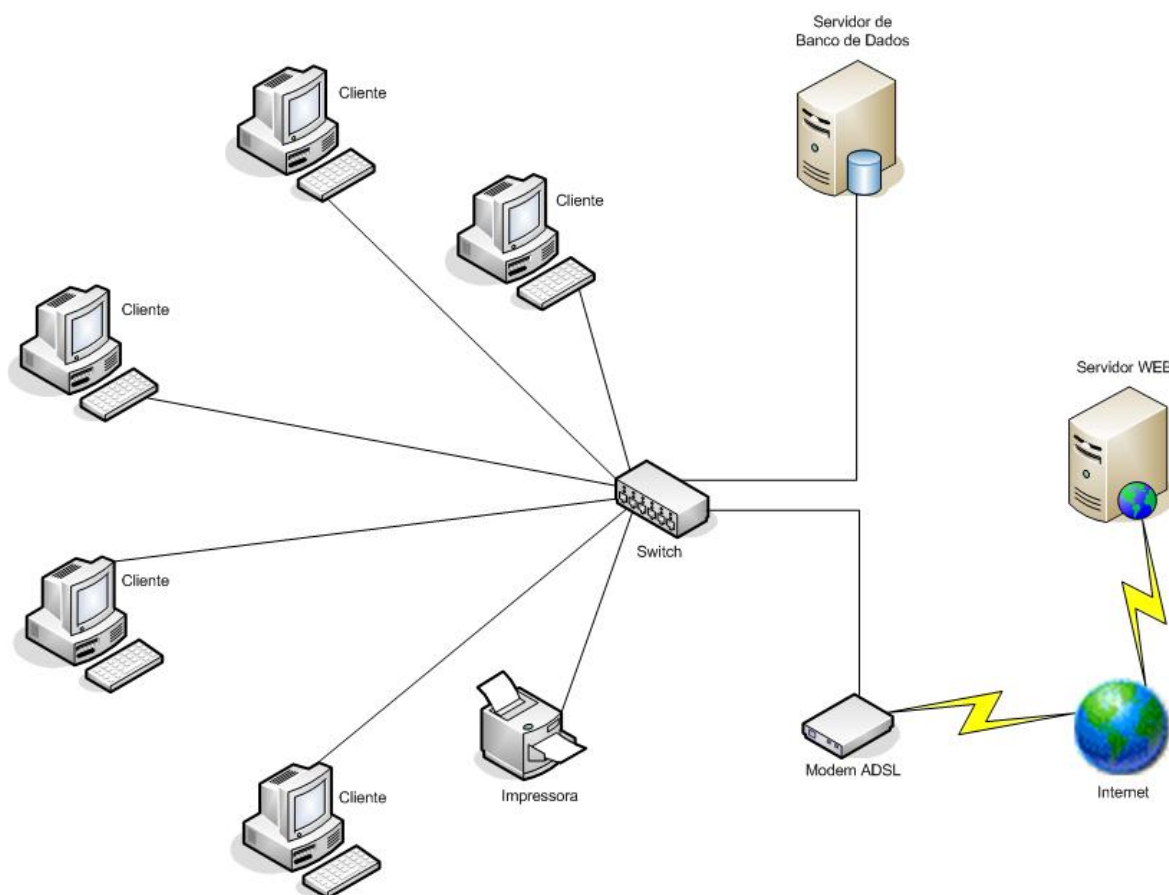 Servidor de
Banco de Dados
Cliente
Cliente
Cliente
Servidor WEB
Switch
Cliente
Cliente
Impressora
Modem ADSL
Internet